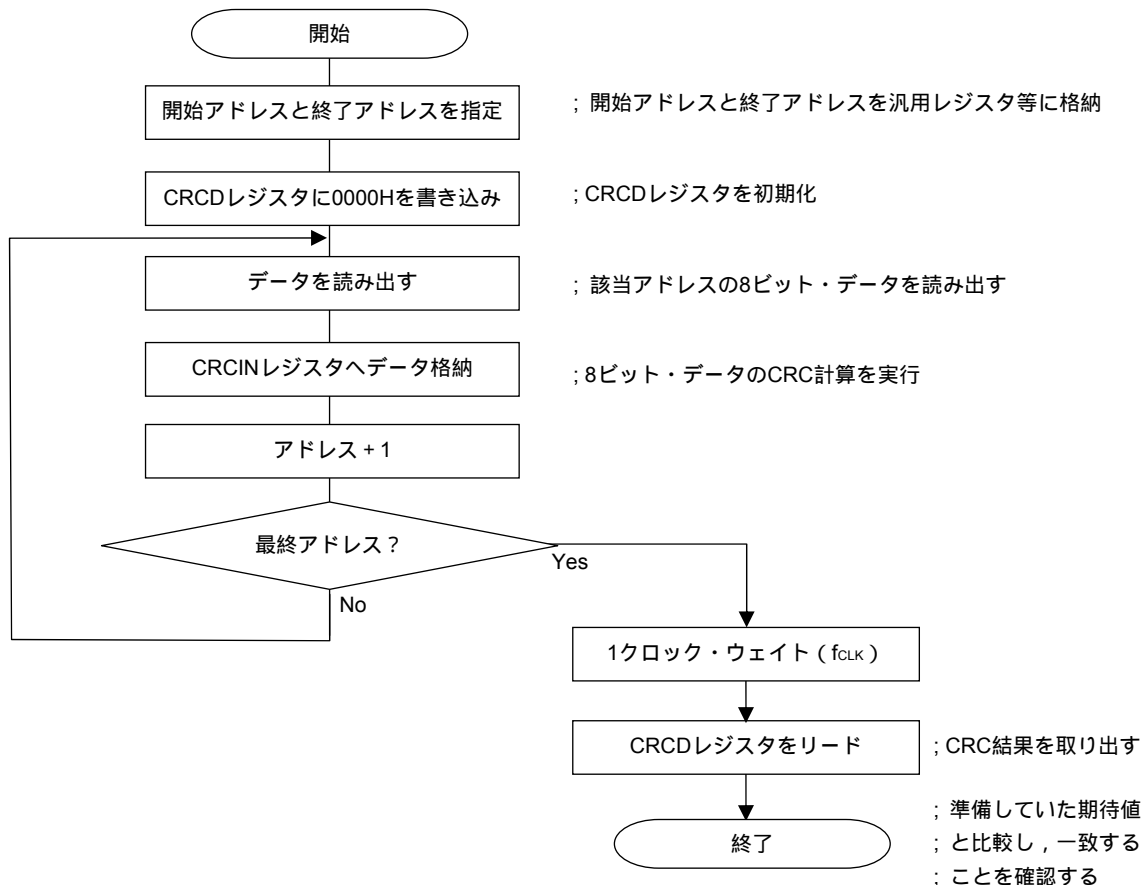 開始
開始アドレスと終了アドレスを指定
; 開始アドレスと終了アドレスを汎用レジスタ等に格納
CRCDレジスタに0000Hを書き込み
; CRCDレジスタを初期化
データを読み出す
; 該当アドレスの8ビット・データを読み出す
CRCINレジスタへデータ格納
; 8ビット・データのCRC計算を実行
アドレス + 1
最終アドレス？
Yes
No
1クロック・ウェイト（fCLK）
CRCDレジスタをリード
; CRC結果を取り出す
終了
; 準備していた期待値
; と比較し，一致する
; ことを確認する